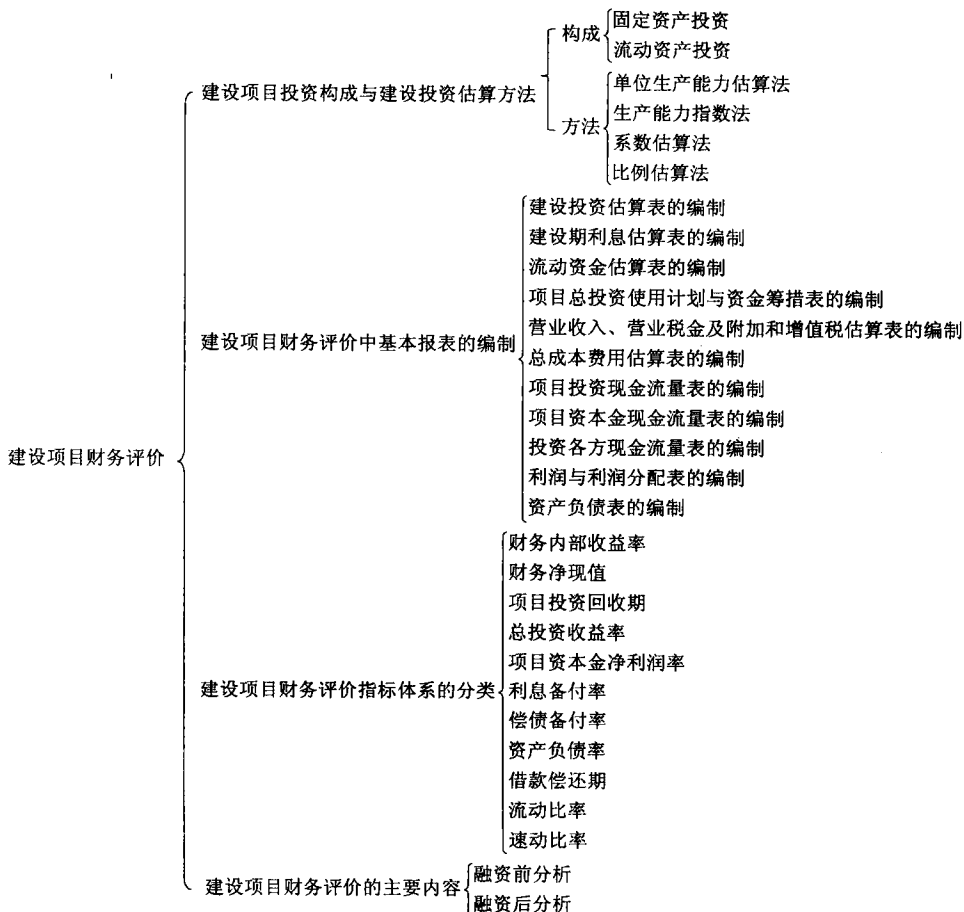 建设项目财务评价
建设项目投资构成与建设投资估算方法
构成
固定资产投资
流动资产投资
方法
单位生产能力估算法
生产能力指数法
系数估算法
比例估算法
建设项目财务评价中基本报表的编制
建设投资估算表的编制
建设期利息估算表的编制
流动资金估算表的编制
项目总投资使用计划与资金筹措表的编制
营业收入、营业税金及附加和增值税估算表的编制
总成本费用估算表的编制
项目投资现金流量表的编制
项目资本金现金流量表的编制
投资各方现金流量表的编制
利润与利润分配表的编制
资产负债表的编制
建设项目财务评价指标体系的分类
财务内部收益率
财务净现值
项目投资回收期
总投资收益率
项目资本金净利润率
利息备付率
偿债备付率
资产负债率
借款偿还期
流动比率
速动比率
建设项目财务评价的主要内容
融资前分析
融资后分析